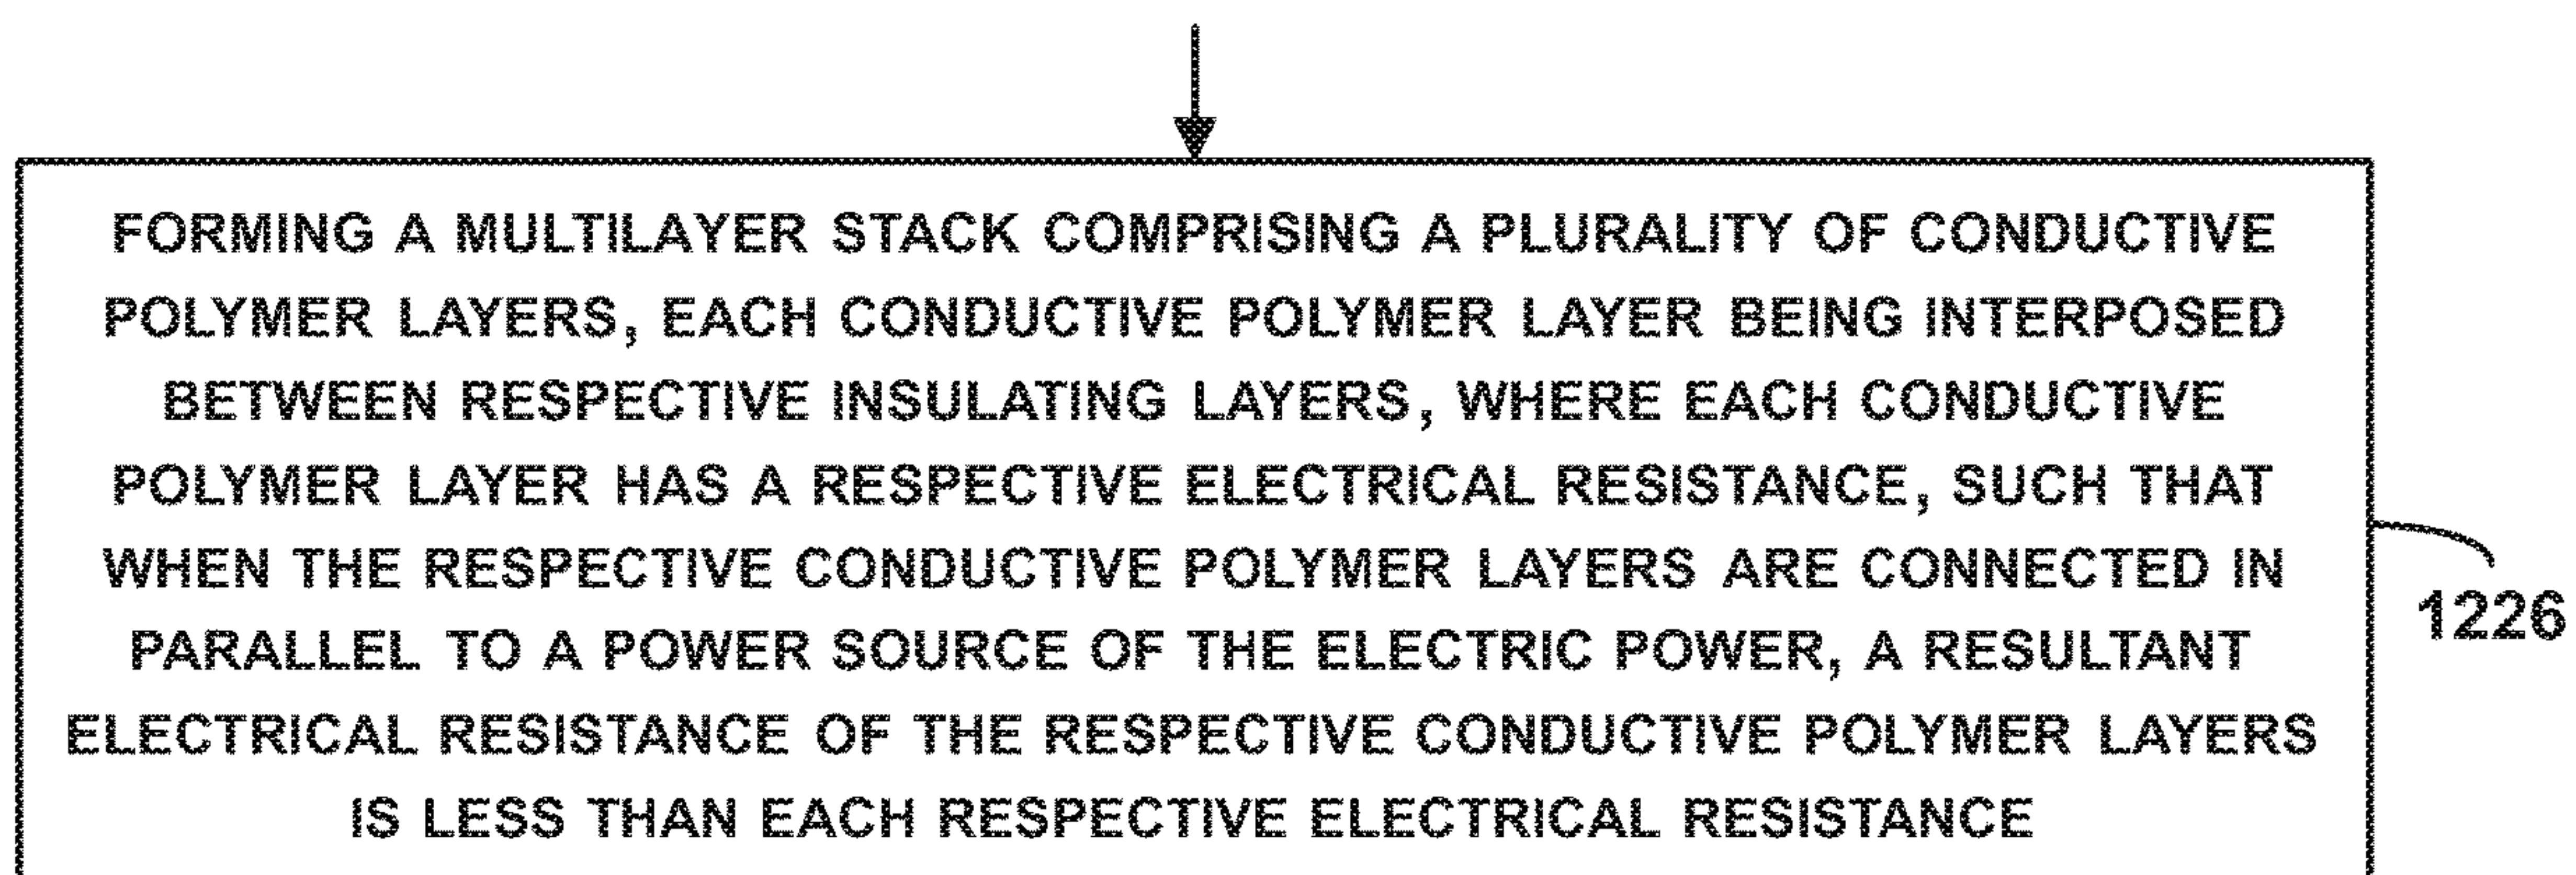 FORMING A MULTILAYER STACK COMPRISING A PLURALITY OF CONDUCTIVE
POLYMER LAYERS, EACH CONDUCTIVE POLYMER LAYER BEING INTERPOSED
BETWEEN RESPECTIVE INSULATING LAYERS, WHERE EACH CONDUCTIVE
POLYMER LAYER HAS A RESPECTIVE ELECTRICAL RESISTANCE, SUCH THAT
WHEN THE RESPECTIVE CONDUCTIVE POLYMER LAYERS ARE CONNECTED IN
PARALLEL TO A POWER SOURCE OF THE ELECTRIC POWER, A RESULTANT
ELECTRICAL RESISTANCE OF THE RESPECTIVE CONDUCTIVE POLYMER LAYERS
IS LESS THAN EACH RESPECTIVE ELECTRICAL RESISTANCE
1226